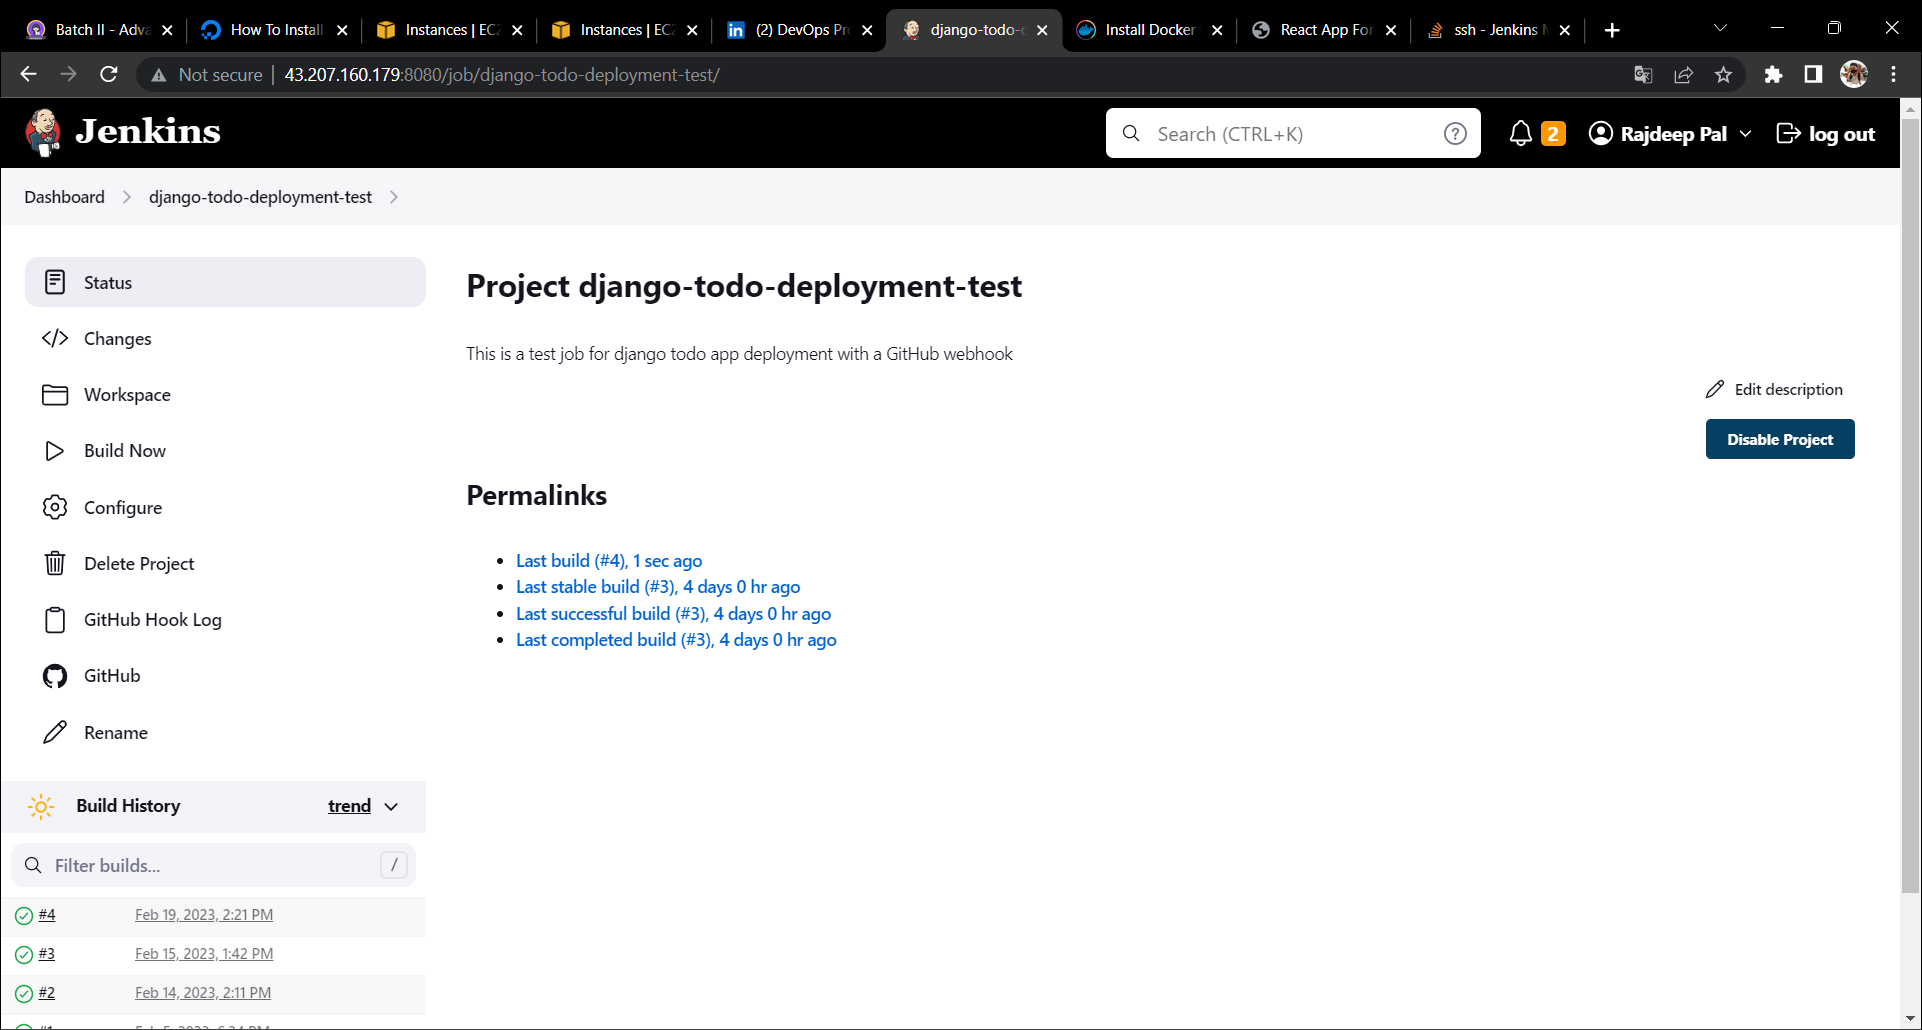 Batch II - Adva
How To Install
Instances | EC2
Instances | EC2
(2) DevOps Pr
django-todo-d
Install Docker
React App For
ssh - Jenkins M
Not secure | 43.207.160.179:8080/job/django-todo-deployment-test/
Jenkins
Search (CTRL+K)
?
2
Rajdeep Pal
log out
Dashboard
django-todo-deployment-test
Status
Changes
Workspace
Build Now
Configure
Delete Project
GitHub Hook Log
GitHub
Rename
Project django-todo-deployment-test
This is a test job for django todo app deployment with a GitHub webhook
Edit description
Disable Project
Permalinks
Last build (#4), 1 sec ago
Last stable build (#3), 4 days 0 hr ago
Last successful build (#3), 4 days 0 hr ago
Last completed build (#3), 4 days 0 hr ago
Build History
trend
Filter builds...
/
#4 Feb 19, 2023, 2:21 PM
#3 Feb 15, 2023, 1:42 PM
#2 Feb 14, 2023, 2:11 PM
#1